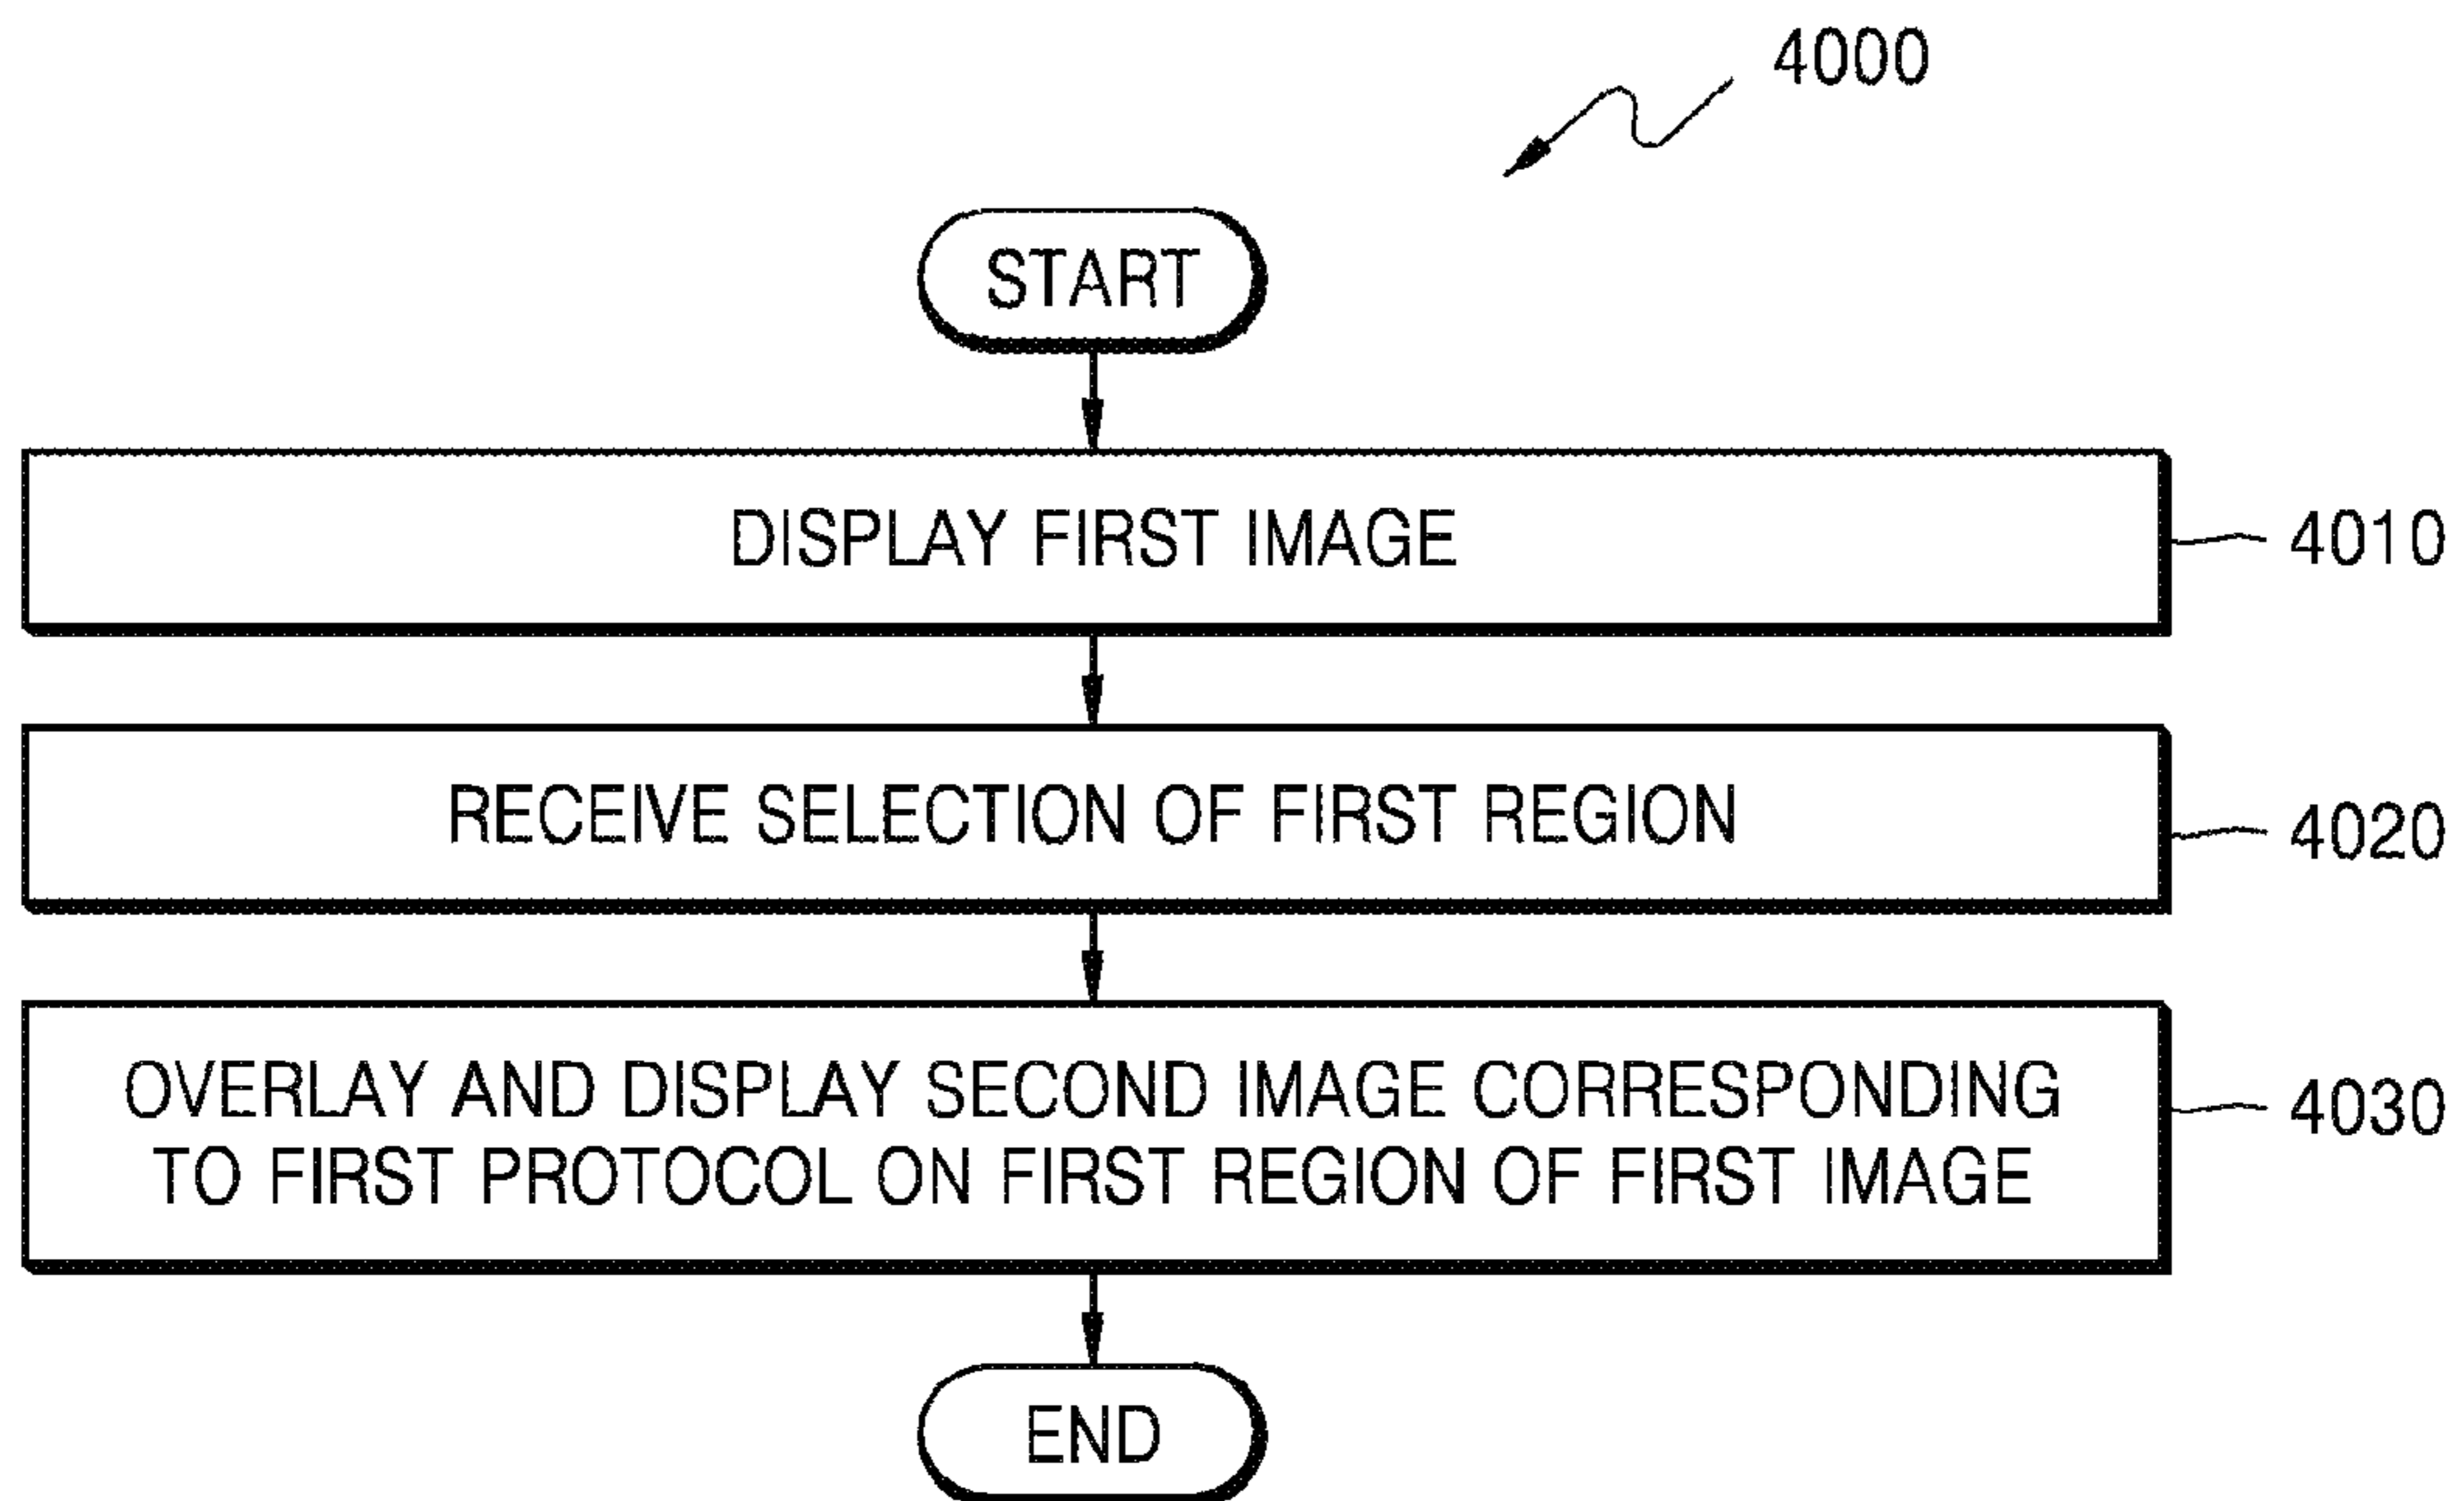 4000
START
DISPLAY FIRST IMAGE
4010
RECEIVE SELECTION OF FIRST REGION
4020
OVERLAY AND DISPLAY SECOND IMAGE CORRESPONDING
TO FIRST PROTOCOL ON FIRST REGION OF FIRST IMAGE
4030
END